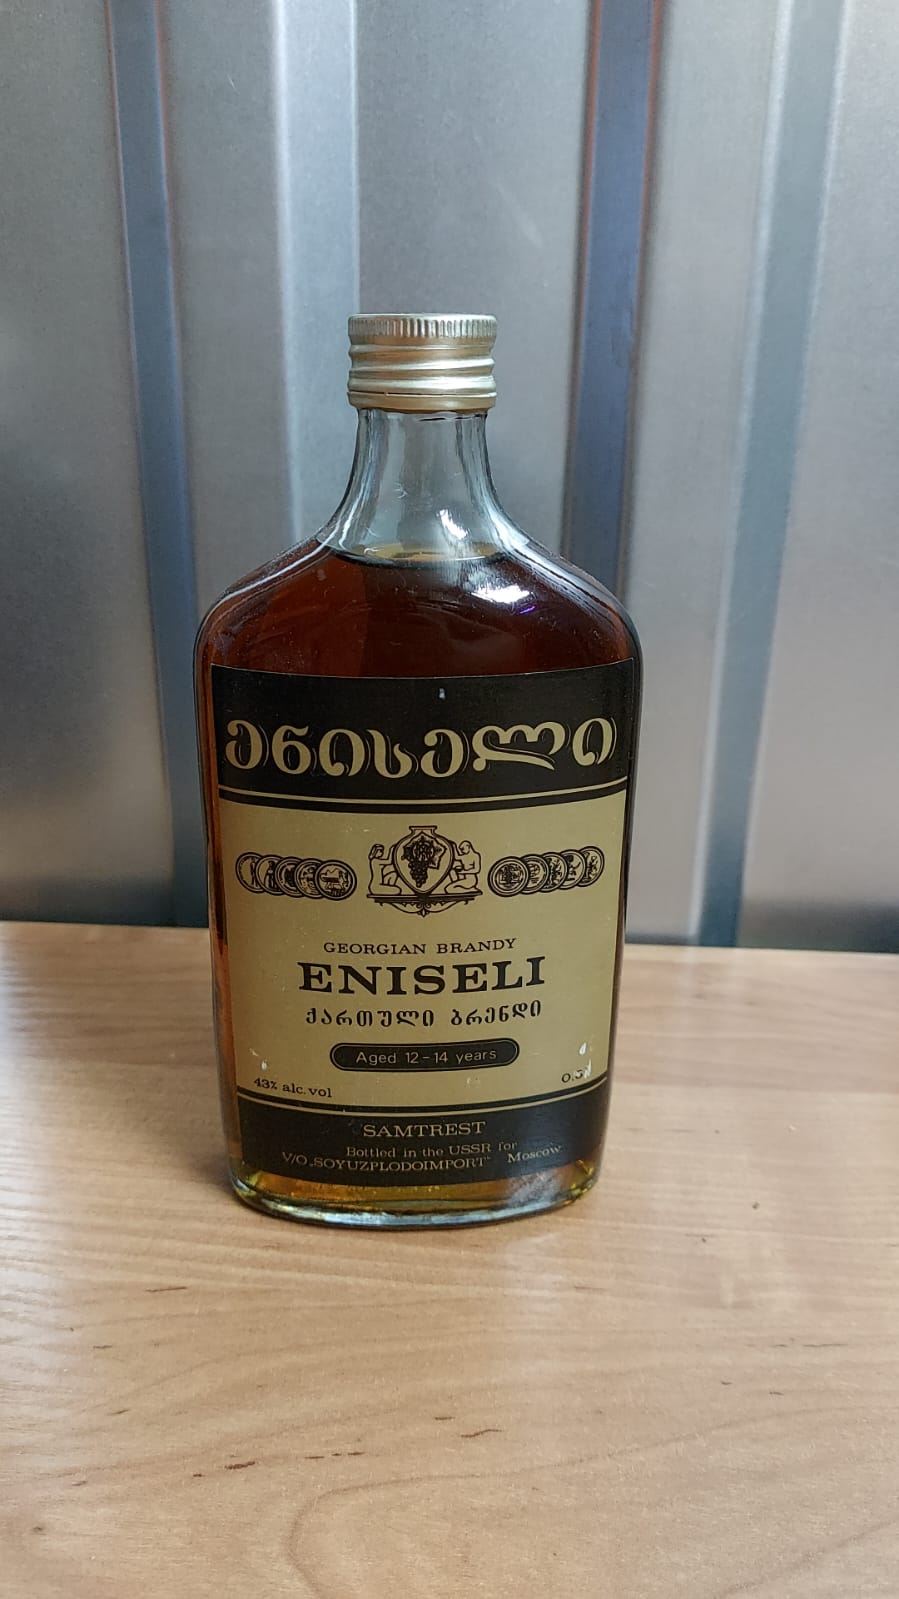 ენისელი
GEORGIAN BRANDY
ENISELI
ქართული ბრენდი
Aged 12-14 years
43% alc. vol
SAMTREST
Bottled in the USSR for
V/O „SOYUZPLODOIMPORT" Moscow